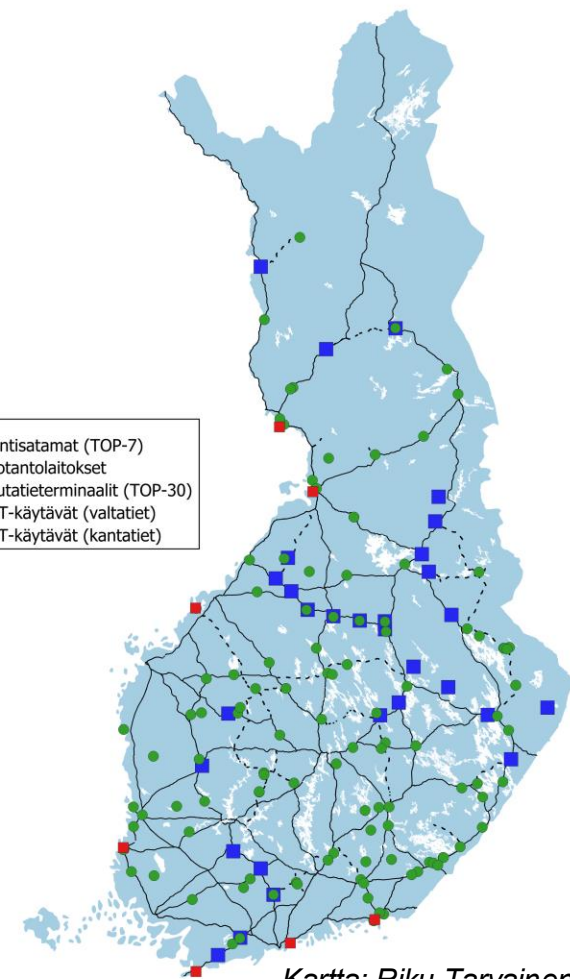 ntisatamat (TOP-7)
otantolaitokset
utatieterminaalit (TOP-30)
T-käytävät (valtatiet)
T-käytävät (kantatiet)
Kartta: Riku Tarvainen